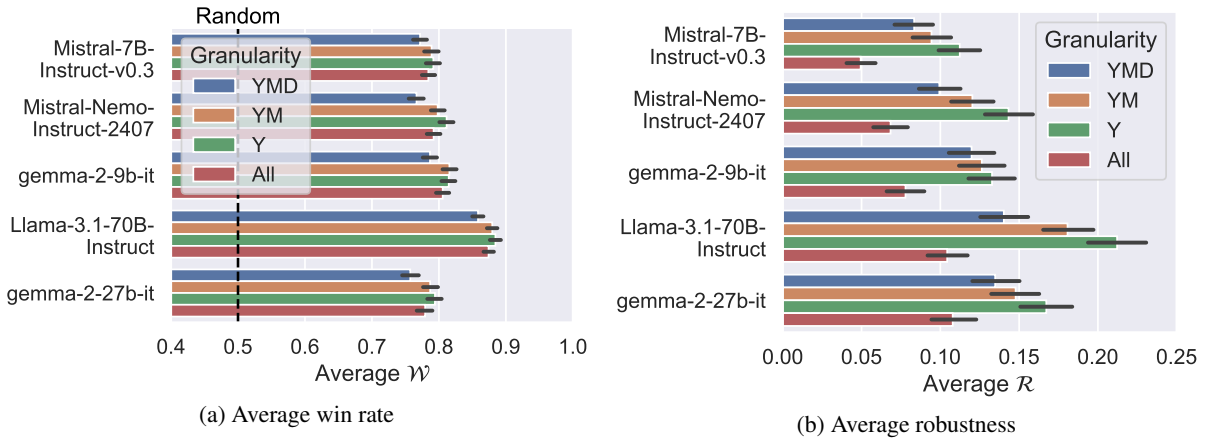 Random
Mistral-7B-
Instruct-v0.3
Mistral-Nemo-
Instruct-2407
gemma-2-9b-it
Llama-3.1-70B-
Instruct
gemma-2-27b-it
Granularity
YMD
YM
Y
All
0.4 0.5 0.6 0.7 0.8 0.9 1.0
Average 𝒲
(a) Average win rate
Mistral-7B-
Instruct-v0.3
Mistral-Nemo-
Instruct-2407
gemma-2-9b-it
Llama-3.1-70B-
Instruct
gemma-2-27b-it
Granularity
YMD
YM
Y
All
0.00 0.05 0.10 0.15 0.20 0.25
Average ℛ
(b) Average robustness